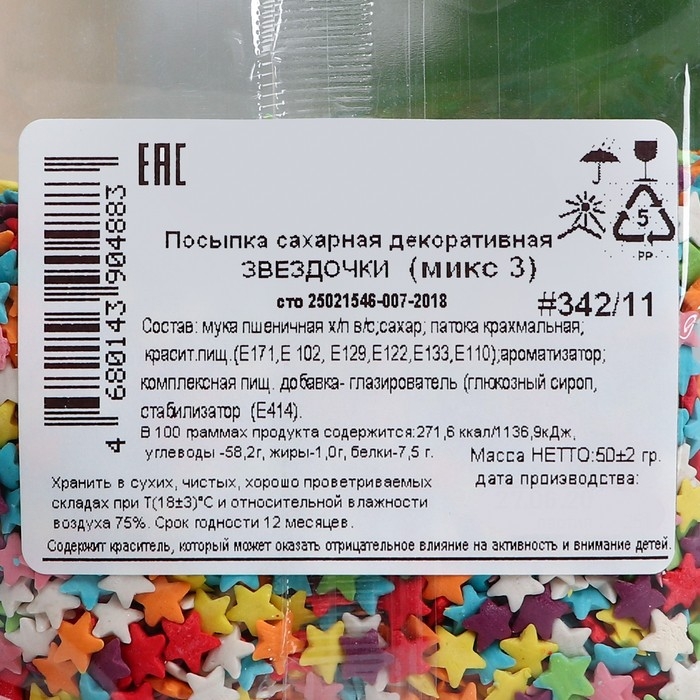 ЕАС
5
PP
4 680143 904883
Посыпка сахарная декоративная
ЗВЕЗДОЧКИ (микс 3)
сто 25021546-007-2018
#342/11
Состав: мука пшеничная х/п в/с,сахар; патока крахмальная;
красит.пищ.(Е171,Е 102, Е129,Е122,Е133,Е110);ароматизатор;
комплексная пищ. добавка- глазирователь (глюкозный сироп,
стабилизатор (Е414).
В 100 граммах продукта содержится:271,6 ккал/1136,9кДж,
углеводы -58,2г, жиры-1,0г, белки-7,5 г.
Масса НЕТТО:50±2 гр.
дата производства:
Хранить в сухих, чистых, хорошо проветриваемых
складах при Т(18±3)°С и относительной влажности
воздуха 75%. Срок годности 12 месяцев.
Содержит краситель, который может оказать отрицательное влияние на активность и внимание детей.